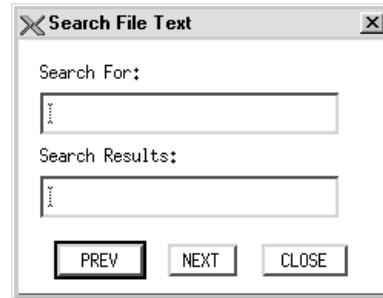 Search File Text
Search For:
Search Results:
PREV NEXT CLOSE